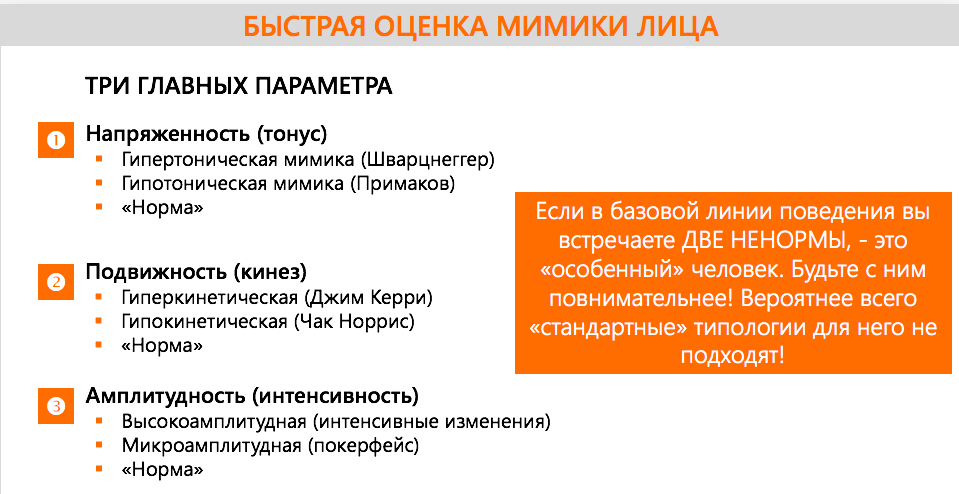 БЫСТРАЯ ОЦЕНКА МИМИКИ ЛИЦА
ТРИ ГЛАВНЫХ ПАРАМЕТРА
1 Напряженность (тонус)
Гипертоническая мимика (Шварцнеггер)
Гипотоническая мимика (Примаков)
«Норма»
2 Подвижность (кинез)
Гиперкинетическая (Джим Керри)
Гипокинетическая (Чак Норрис)
«Норма»
3 Амплитудность (интенсивность)
Высокоамплитудная (интенсивные изменения)
Микроамплитудная (покерфейс)
«Норма»
Если в базовой линии поведения вы
встречаете ДВЕ НЕНОРМЫ, - это
«особенный» человек. Будьте с ним
повнимательнее! Вероятнее всего
«стандартные» типологии для него не
подходят!